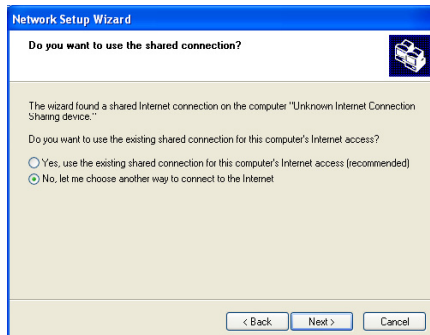 Network Setup Wizard
Do you want to use the shared connection?
The wizard found a shared Internet connection on the computer "Unknown Internet Connection
Sharing device."
Do you want to use the existing shared connection for this computer's Internet access?
Yes, use the existing shared connection for this computer's Internet access (recommended)
No, let me choose another way to connect to the Internet
< Back Next > Cancel